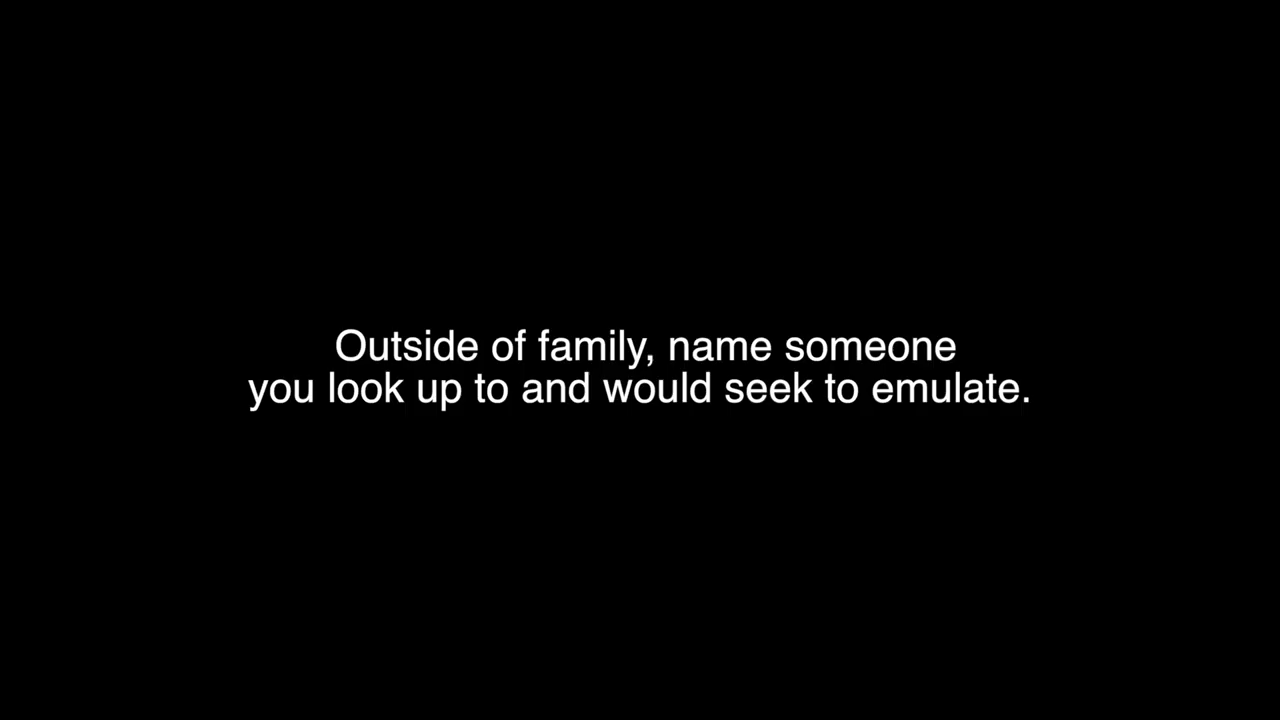 Outside of family, name someone
you look up to and would seek to emulate.